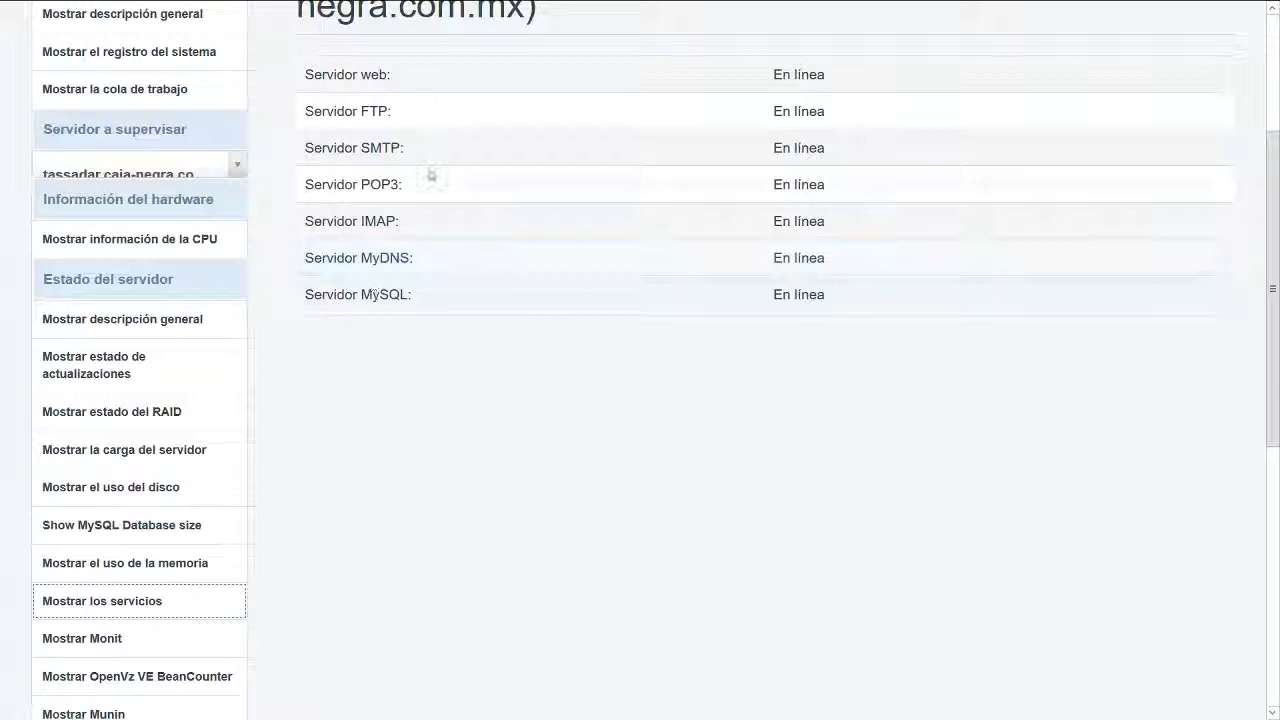 Mostrar descripción general
Mostrar el registro del sistema
Mostrar la cola de trabajo
Servidor a supervisar
tassadar.caja-negra.co
Información del hardware
Mostrar información de la CPU
Estado del servidor
Mostrar descripción general
Mostrar estado de
actualizaciones
Mostrar estado del RAID
Mostrar la carga del servidor
Mostrar el uso del disco
Show MySQL Database size
Mostrar el uso de la memoria
Mostrar los servicios
Mostrar Monit
Mostrar OpenVz VE BeanCounter
Mostrar Munin
negra.com.mx)
Servidor web: En línea
Servidor FTP: En línea
Servidor SMTP: En línea
Servidor POP3: En línea
Servidor IMAP: En línea
Servidor MyDNS: En línea
Servidor MySQL: En línea